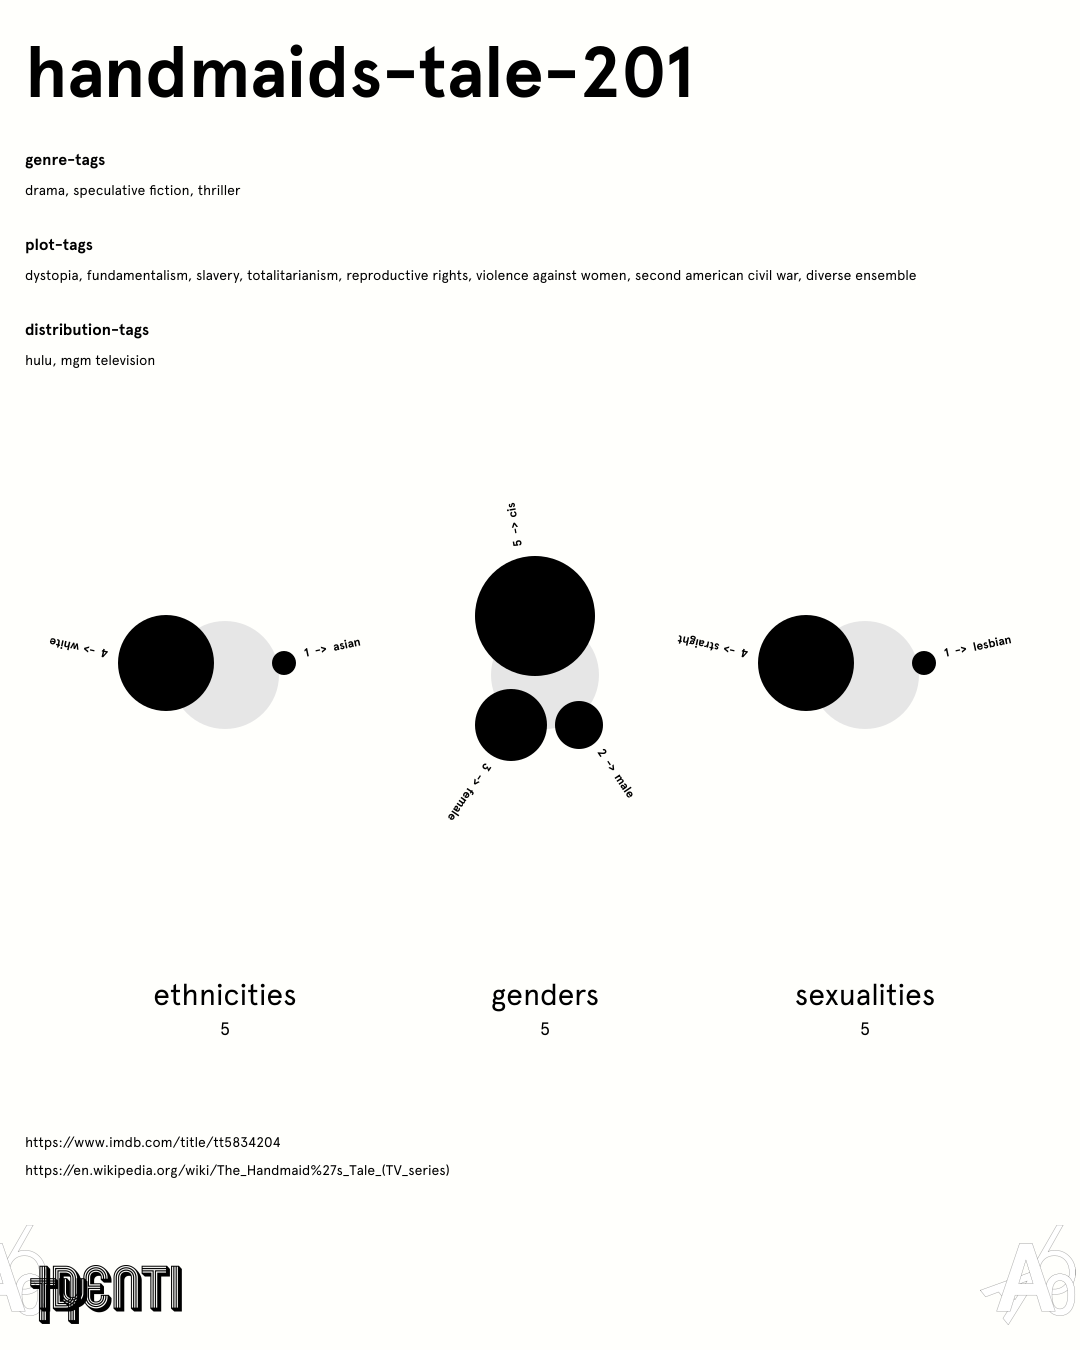 handmaids-tale-201
genre-tags
drama, speculative fiction, thriller
plot-tags
dystopia, fundamentalism, slavery, totalitarianism, reproductive rights, violence against women, second american civil war, diverse ensemble
distribution-tags
hulu, mgm television
5 -> cis
4 -> white
1 -> asian
4 -> straight
1 -> lesbian
3 -> female
2 -> male
ethnicities
genders
sexualities
5
5
5
https://www.imdb.com/title/tt5834204
https://en.wikipedia.org/wiki/The_Handmaid%27s_Tale_(TV_series)
IDENTI